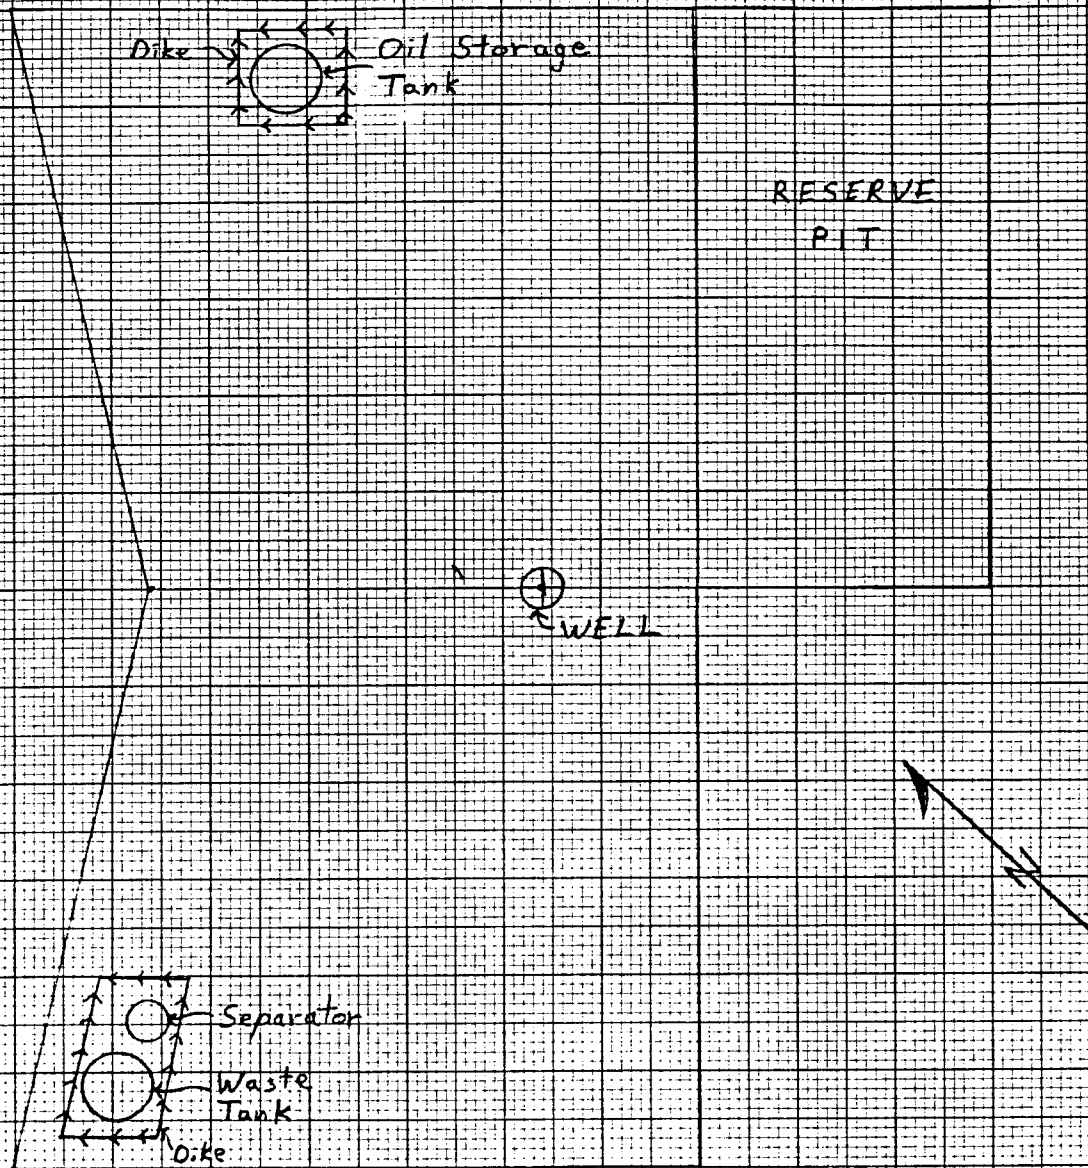 Dike
Oil Storage
Tank
RESERVE
PIT
WELL
Separator
Waste
Tank
Dike